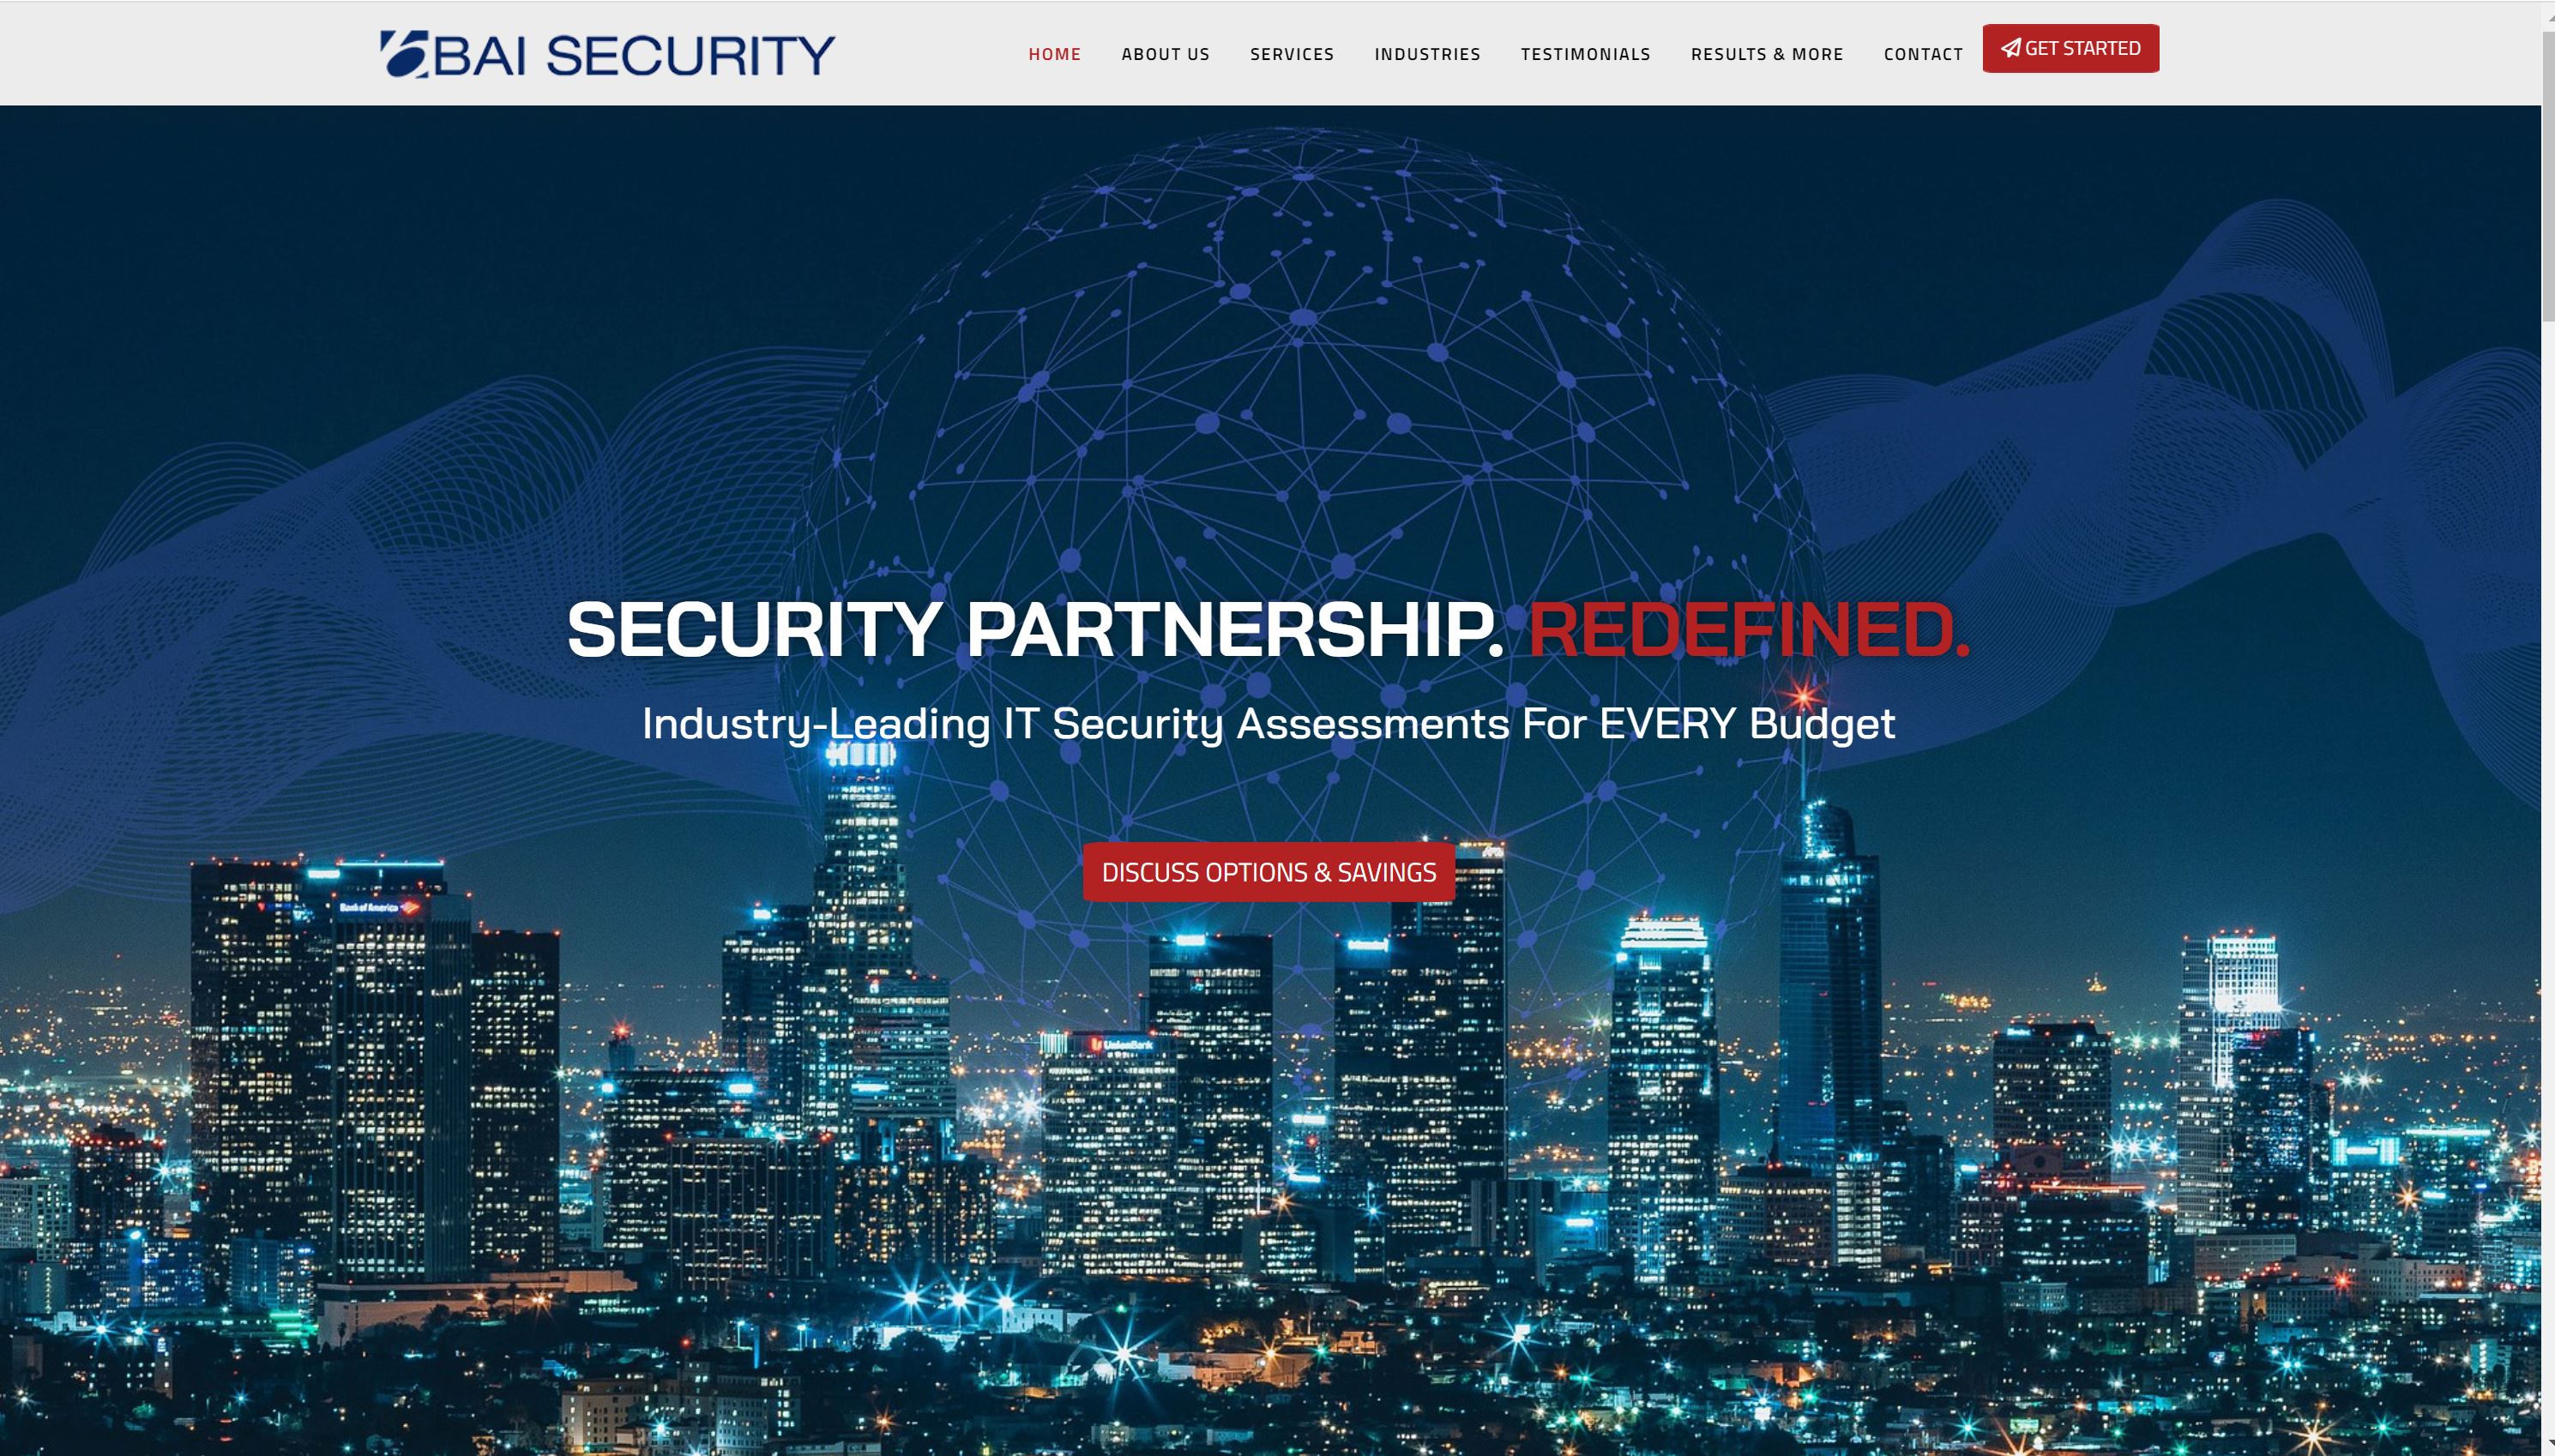 BAI SECURITY
HOME ABOUT US SERVICES INDUSTRIES TESTIMONIALS RESULTS & MORE CONTACT GET STARTED
SECURITY PARTNERSHIP. REDEFINED.
Industry-Leading IT Security Assessments For EVERY Budget
DISCUSS OPTIONS & SAVINGS
Bank of America
UnionBank